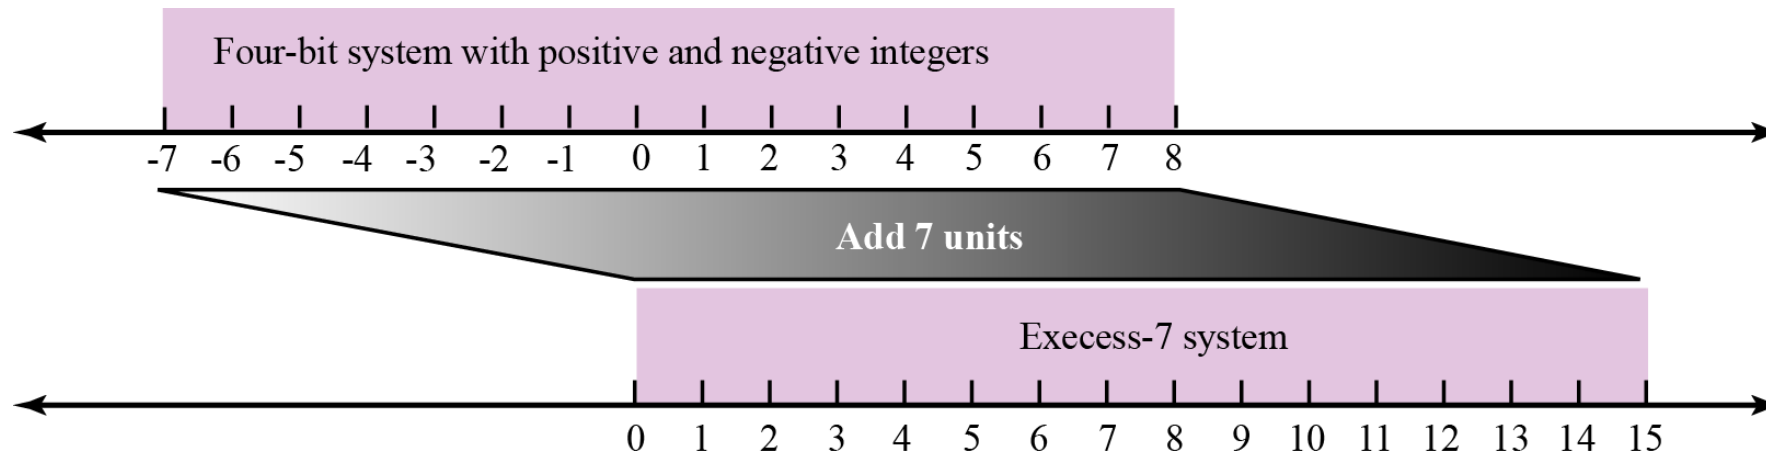 Four-bit system with positive and negative integers
-7 -6 -5 -4 -3 -2 -1 0 1 2 3 4 5 6 7 8
Add 7 units
Execess-7 system
0 1 2 3 4 5 6 7 8 9 10 11 12 13 14 15